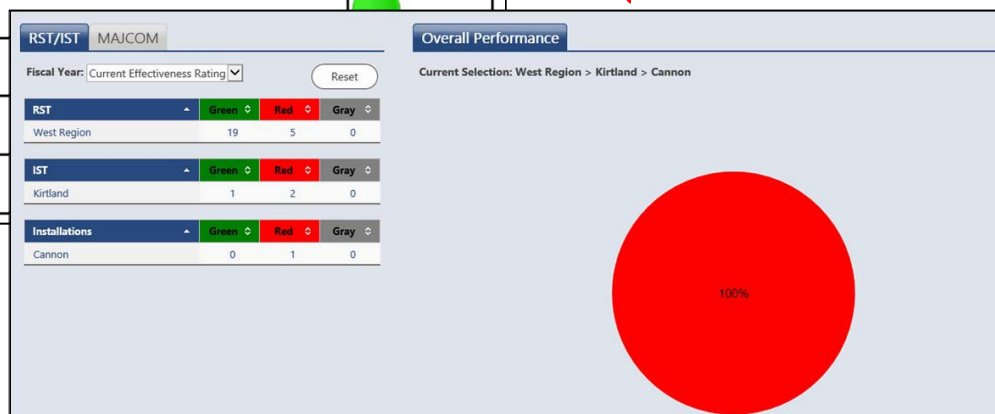 RST/IST MAJCOM
Fiscal Year: Current Effectiveness Rating Reset
RST Green Red Gray
West Region 19 5 0
IST Green Red Gray
Kirtland 1 2 0
Installations Green Red Gray
Cannon 0 1 0
Overall Performance
Current Selection: West Region > Kirtland > Cannon
100%